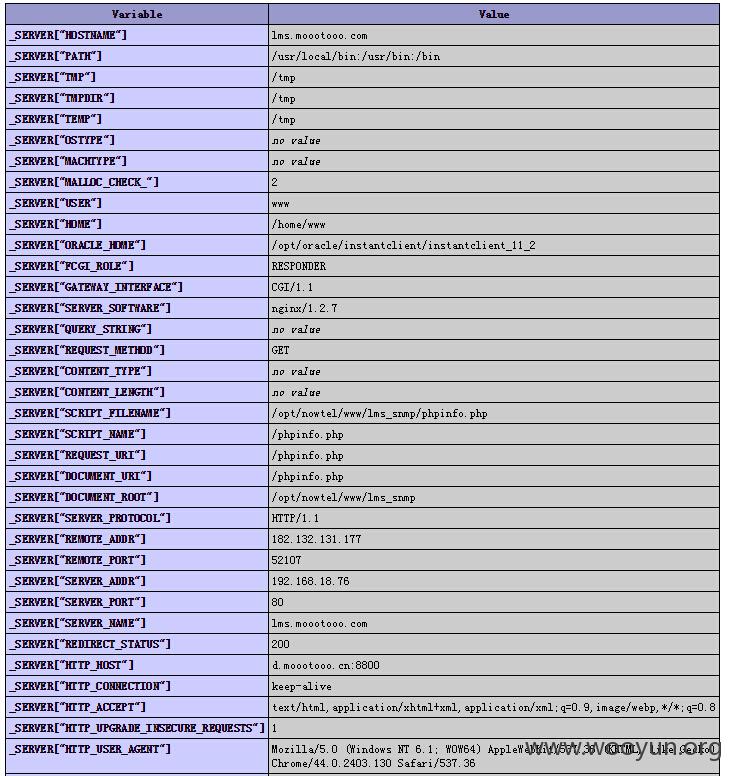 Variable Value
_SERVER["HOSTNAME"] lms.moootooo.com
_SERVER["PATH"] /usr/local/bin:/usr/bin:/bin
_SERVER["TMP"] /tmp
_SERVER["TMPDIR"] /tmp
_SERVER["TEMP"] /tmp
_SERVER["OSTYPE"] no value
_SERVER["MACHTYPE"] no value
_SERVER["MALLOC_CHECK_"] 2
_SERVER["USER"] www
_SERVER["HOME"] /home/www
_SERVER["ORACLE_HOME"] /opt/oracle/instantclient/instantclient_11_2
_SERVER["FCGI_ROLE"] RESPONDER
_SERVER["GATEWAY_INTERFACE"] CGI/1.1
_SERVER["SERVER_SOFTWARE"] nginx/1.2.7
_SERVER["QUERY_STRING"] no value
_SERVER["REQUEST_METHOD"] GET
_SERVER["CONTENT_TYPE"] no value
_SERVER["CONTENT_LENGTH"] no value
_SERVER["SCRIPT_FILENAME"] /opt/nowtel/www/lms_snmp/phpinfo.php
_SERVER["SCRIPT_NAME"] /phpinfo.php
_SERVER["REQUEST_URI"] /phpinfo.php
_SERVER["DOCUMENT_URI"] /phpinfo.php
_SERVER["DOCUMENT_ROOT"] /opt/nowtel/www/lms_snmp
_SERVER["SERVER_PROTOCOL"] HTTP/1.1
_SERVER["REMOTE_ADDR"] 182.132.131.177
_SERVER["REMOTE_PORT"] 52107
_SERVER["SERVER_ADDR"] 192.168.18.76
_SERVER["SERVER_PORT"] 80
_SERVER["SERVER_NAME"] lms.moootooo.com
_SERVER["REDIRECT_STATUS"] 200
_SERVER["HTTP_HOST"] d.moootooo.cn:8800
_SERVER["HTTP_CONNECTION"] keep-alive
_SERVER["HTTP_ACCEPT"] text/html,application/xhtml+xml,application/xml;q=0.9,image/webp,*/*;q=0.8
_SERVER["HTTP_UPGRADE_INSECURE_REQUESTS"] 1
_SERVER["HTTP_USER_AGENT"] Mozilla/5.0 (Windows NT 6.1; WOW64) AppleWebKit/537.36 (KHTML, like Gecko)
Chrome/44.0.2403.130 Safari/537.36
www.wooyun.org